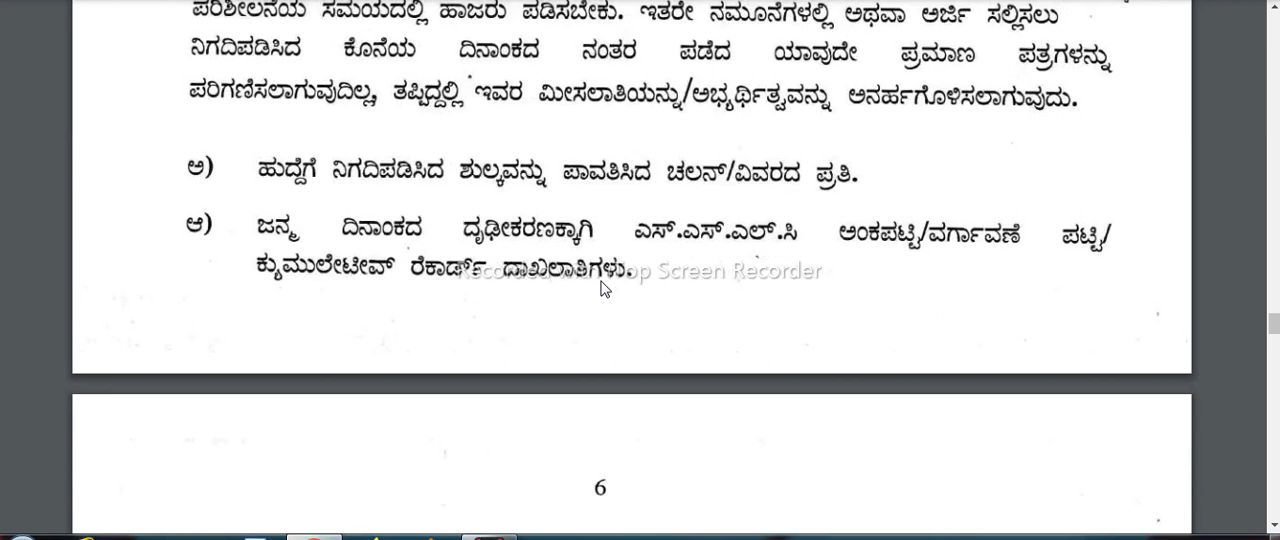 ಪರಿಶೀಲನೆಯ ಸಮಯದಲ್ಲಿ ಹಾಜರು ಪಡಿಸಬೇಕು. ಇತರೇ ನಮೂನೆಗಳಲ್ಲಿ ಅಥವಾ ಅರ್ಜಿ ಸಲ್ಲಿಸಲು
ನಿಗದಿಪಡಿಸಿದ ಕೊನೆಯ ದಿನಾಂಕದ ನಂತರ ಪಡೆದ ಯಾವುದೇ ಪ್ರಮಾಣ ಪತ್ರಗಳನ್ನು
ಪರಿಗಣಿಸಲಾಗುವುದಿಲ್ಲ, ತಪ್ಪಿದ್ದಲ್ಲಿ ಇವರ ಮೀಸಲಾತಿಯನ್ನು/ಅಭ್ಯರ್ಥಿತ್ವವನ್ನು ಅನರ್ಹಗೊಳಿಸಲಾಗುವುದು.
ಅ) ಹುದ್ದೆಗೆ ನಿಗದಿಪಡಿಸಿದ ಶುಲ್ಕವನ್ನು ಪಾವತಿಸಿದ ಚಲನ್/ವಿವರದ ಪ್ರತಿ.
ಆ) ಜನ್ಮ ದಿನಾಂಕದ ದೃಢೀಕರಣಕ್ಕಾಗಿ ಎಸ್.ಎಸ್.ಎಲ್.ಸಿ ಅಂಕಪಟ್ಟಿ/ವರ್ಗಾವಣೆ ಪಟ್ಟಿ/
ಕ್ಯುಮುಲೇಟೀವ್ ರೆಕಾರ್ಡ್ ದಾಖಲಾತಿಗಳು.
Recorded with iTop Screen Recorder
6